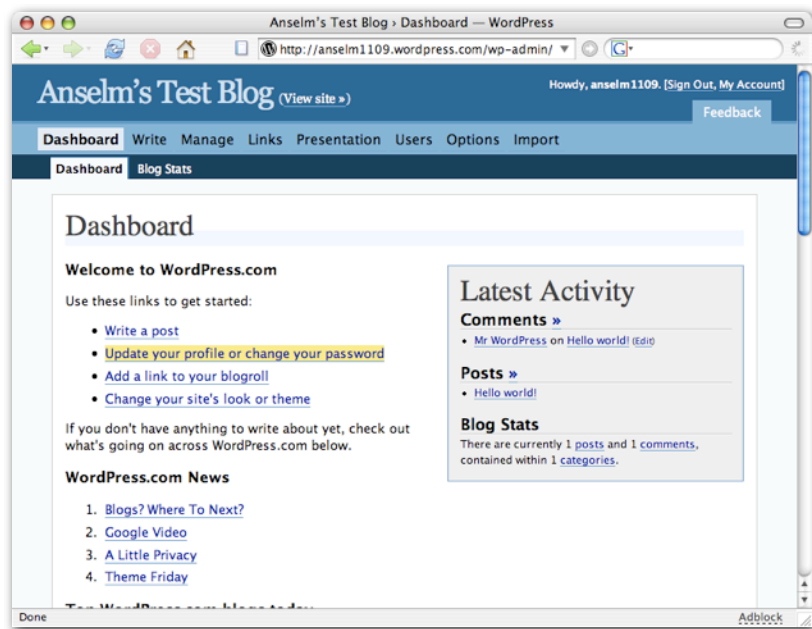 Anselm's Test Blog › Dashboard — WordPress
http://anselm1109.wordpress.com/wp-admin/
G
Anselm's Test Blog (View site »)
Howdy, anselm1109. [Sign Out, My Account]
Feedback
Dashboard Write Manage Links Presentation Users Options Import
Dashboard Blog Stats
Dashboard
Welcome to WordPress.com
Use these links to get started:
• Write a post
• Update your profile or change your password
• Add a link to your blogroll
• Change your site's look or theme
If you don't have anything to write about yet, check out
what's going on across WordPress.com below.
WordPress.com News
1. Blogs? Where To Next?
2. Google Video
3. A Little Privacy
4. Theme Friday
Top WordPress.com blogs today
Latest Activity
Comments »
• Mr WordPress on Hello world! (Edit)
Posts »
• Hello world!
Blog Stats
There are currently 1 posts and 1 comments,
contained within 1 categories.
Done
Adblock